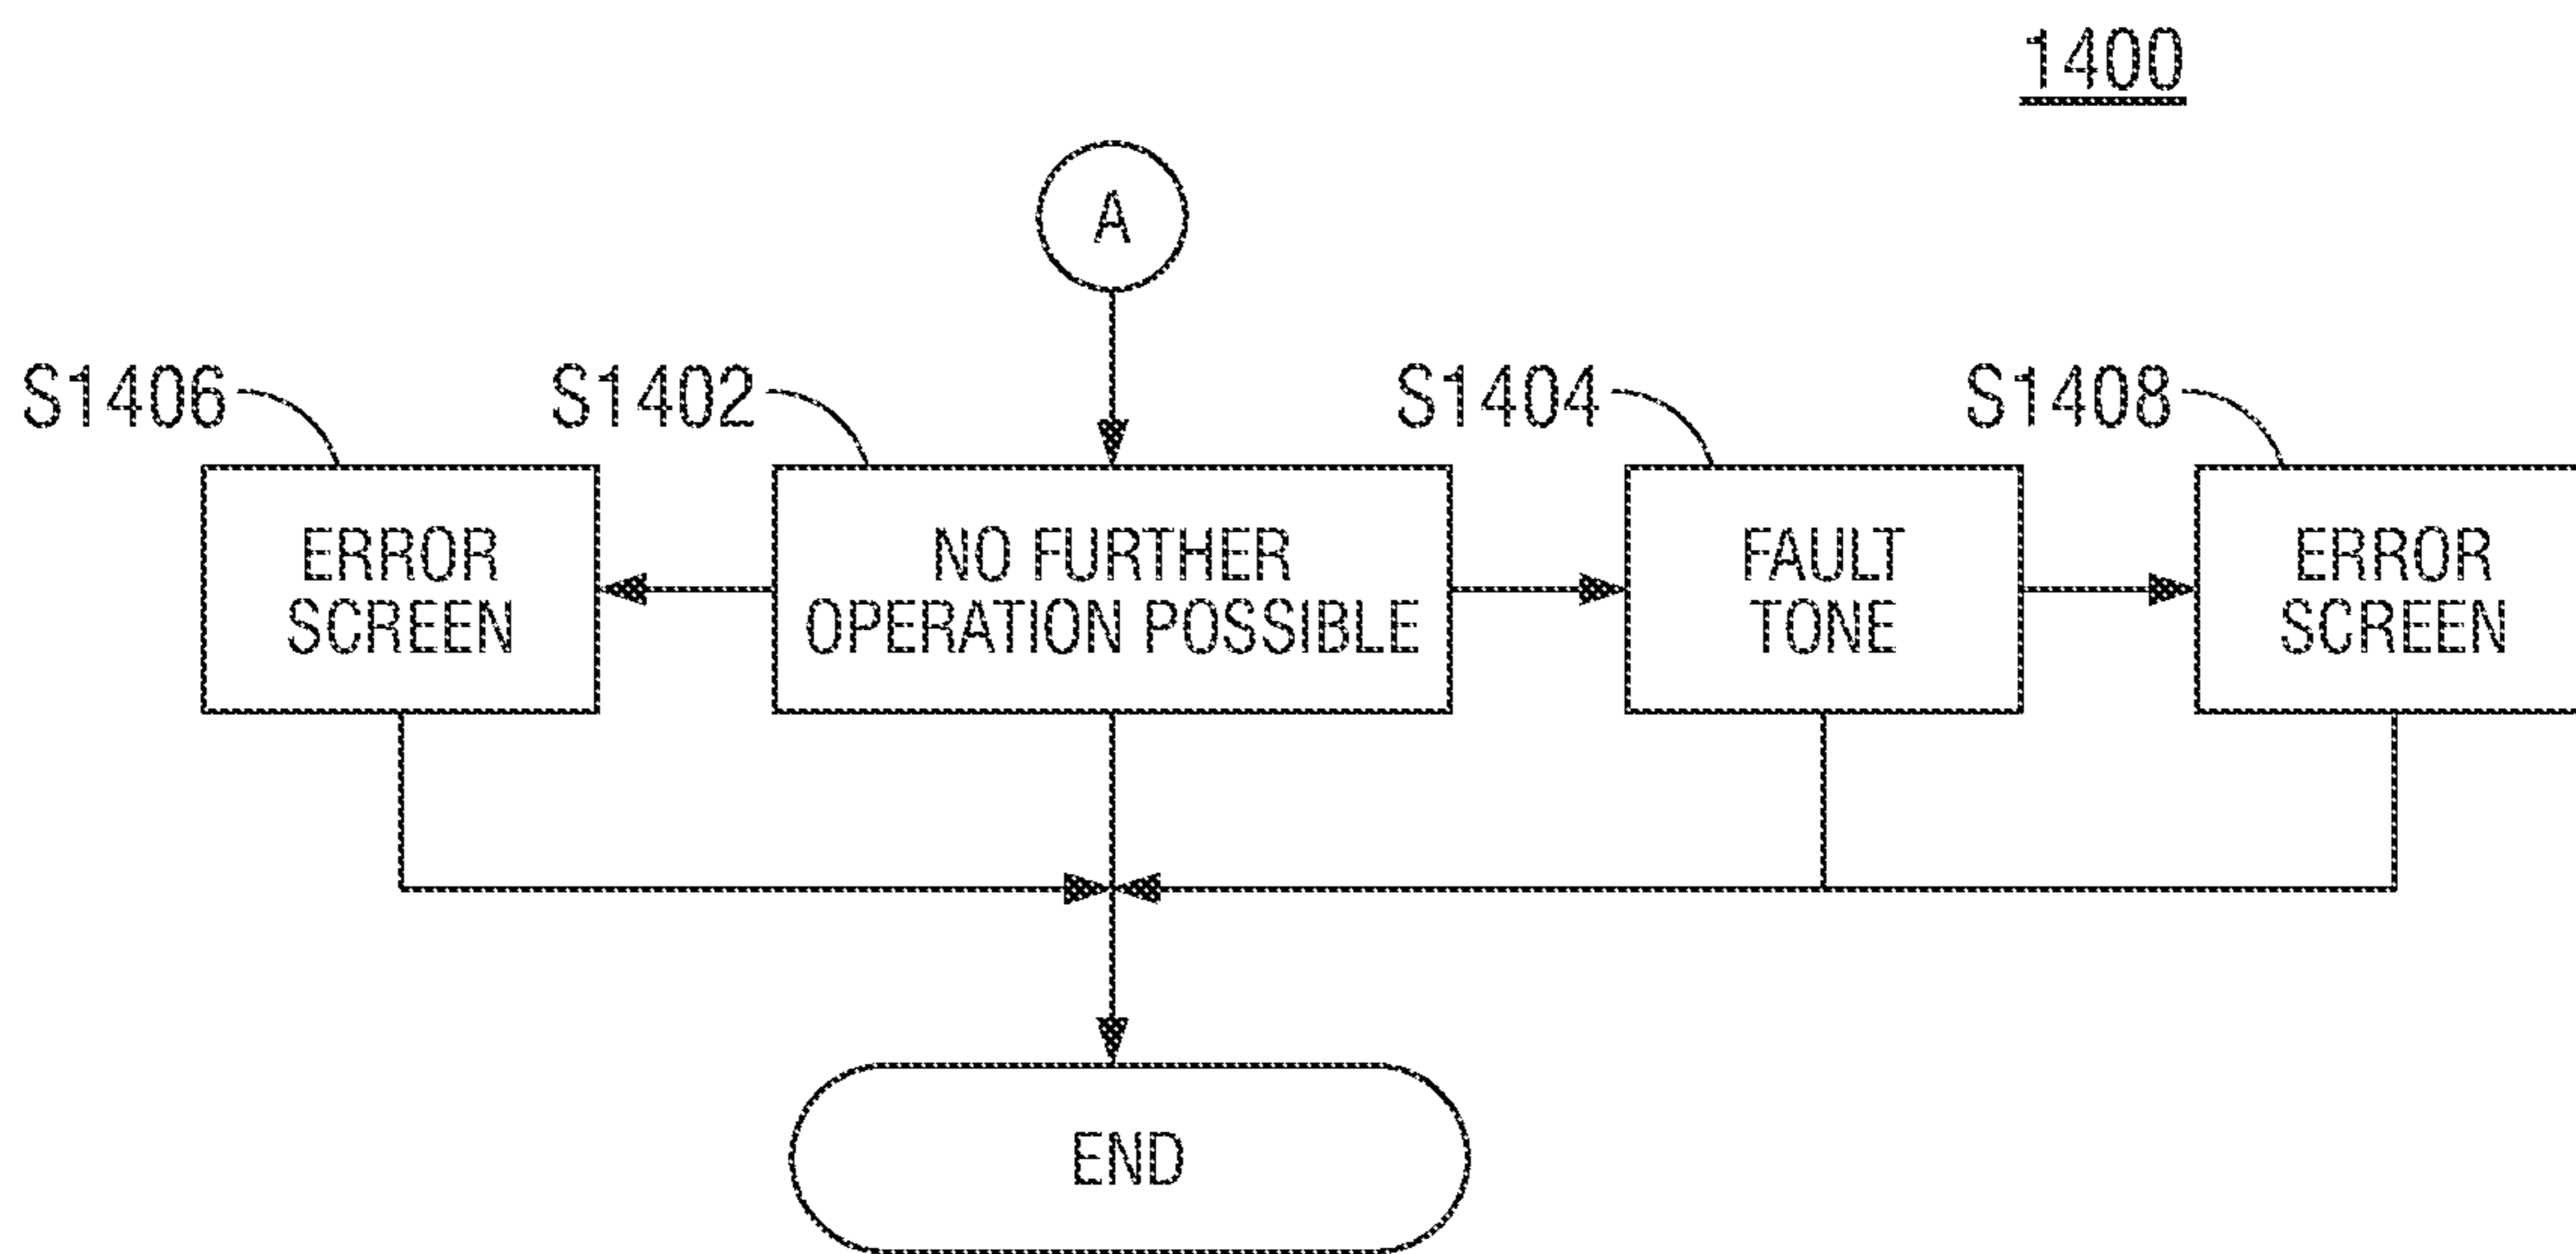 1400
A
S1406
S1402
S1404
S1408
ERROR
SCREEN
NO FURTHER
OPERATION POSSIBLE
FAULT
TONE
ERROR
SCREEN
END